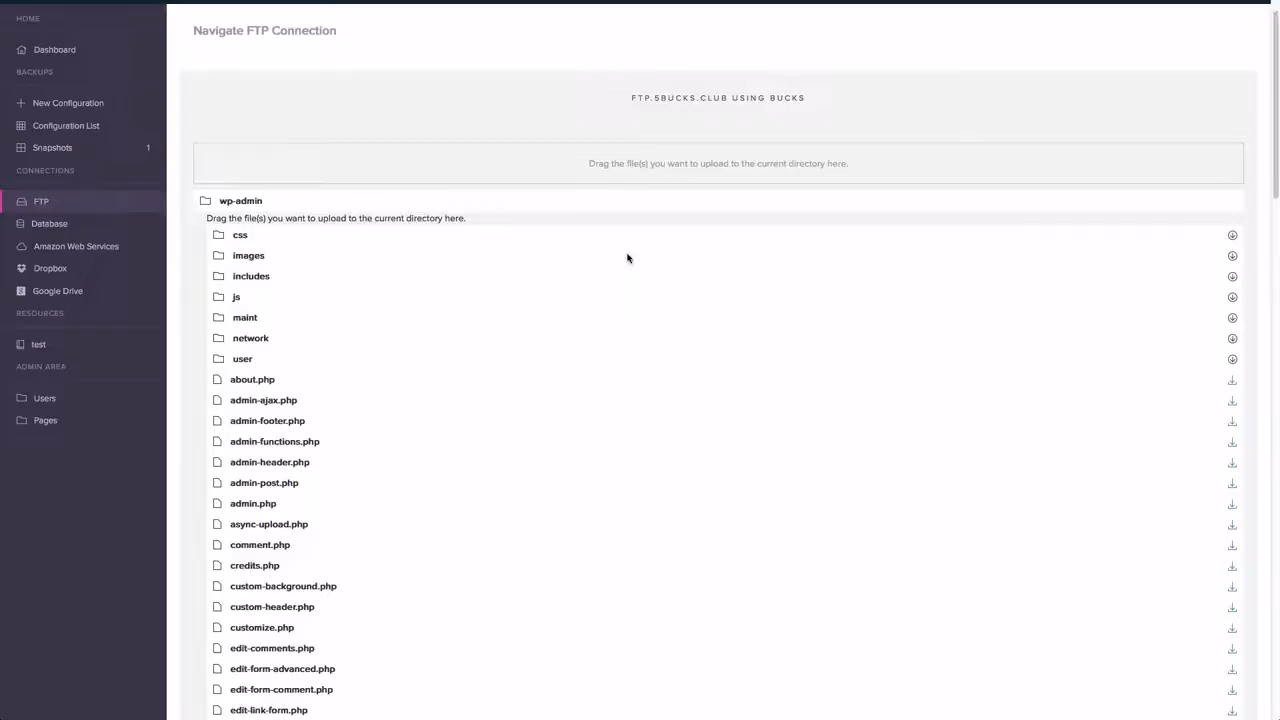 HOME
Dashboard
BACKUPS
New Configuration
Configuration List
Snapshots 1
CONNECTIONS
FTP
Database
Amazon Web Services
Dropbox
Google Drive
RESOURCES
test
ADMIN AREA
Users
Pages
Navigate FTP Connection
FTP.5BUCKS.CLUB USING BUCKS
Drag the file(s) you want to upload to the current directory here.
wp-admin
Drag the file(s) you want to upload to the current directory here.
css
images
includes
js
maint
network
user
about.php
admin-ajax.php
admin-footer.php
admin-functions.php
admin-header.php
admin-post.php
admin.php
async-upload.php
comment.php
credits.php
custom-background.php
custom-header.php
customize.php
edit-comments.php
edit-form-advanced.php
edit-form-comment.php
edit-link-form.php